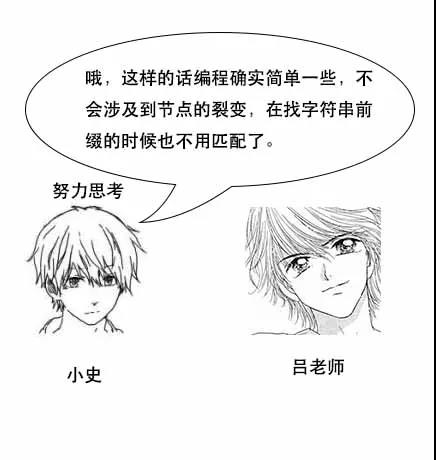 哦，这样的话编程确实简单一些，不
会涉及到节点的裂变，在找字符串前
缀的时候也不用匹配了。
努力思考
小史
吕老师